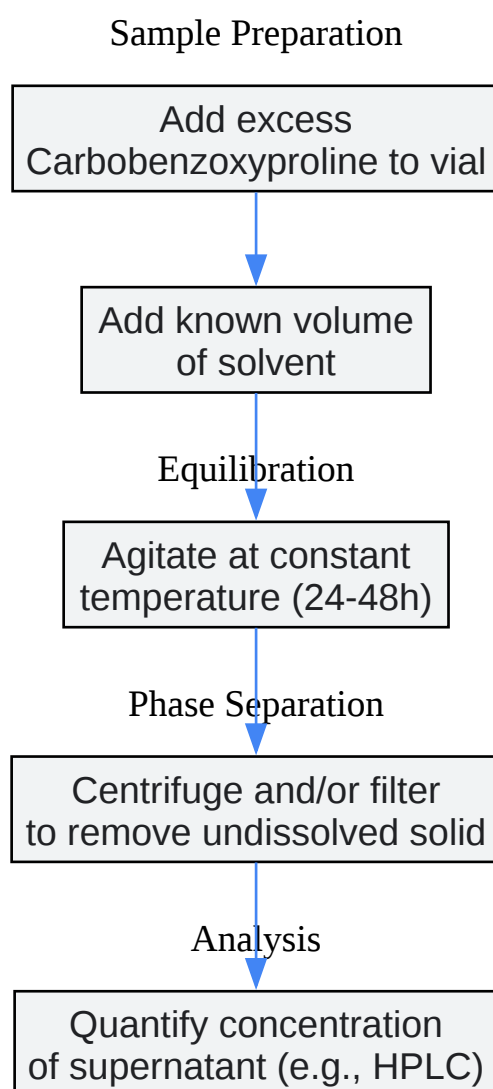 Sample Preparation
Add excess
Carbobenzoxyproline to vial
Add known volume
of solvent
Equilibration
Agitate at constant
temperature (24-48h)
Phase Separation
Centrifuge and/or filter
to remove undissolved solid
Analysis
Quantify concentration
of supernatant (e.g., HPLC)